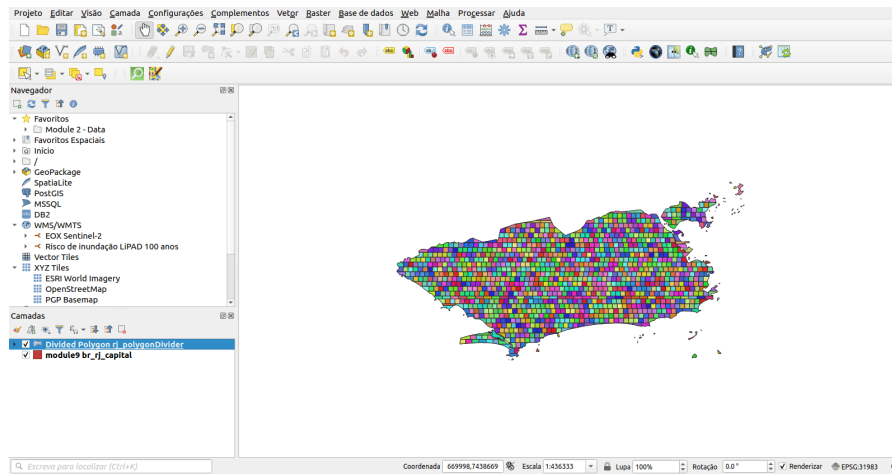 Projeto Editar Visão Camada Configurações Complementos Vetor Raster Base de dados Web Malha Processar Ajuda
Navegador
Favoritos
Module 2 - Data
Favoritos Espaciais
Início
/
GeoPackage
SpatiaLite
PostGIS
MSSQL
DB2
WMS/WMTS
EOX Sentinel-2
Risco de inundação LiPAD 100 anos
Vector Tiles
XYZ Tiles
ESRI World Imagery
OpenStreetMap
PGP Basemap
Camadas
Divided Polygon rj_polygonDivider
module9 br_rj_capital
Escreva para localizar (Ctrl+K) Coordenada 669998,7438669 Escala 1:436333 Lupa 100% Rotação 0.0 ° Renderizar EPSG:31983